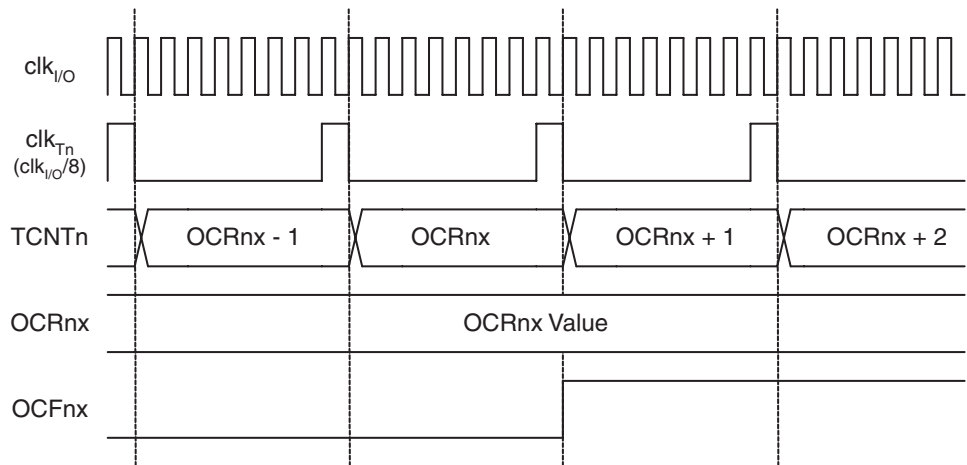 clkI/O
clkTn
(clkI/O/8)
TCNTn
OCRnx - 1
OCRnx
OCRnx + 1
OCRnx + 2
OCRnx
OCRnx Value
OCFnx